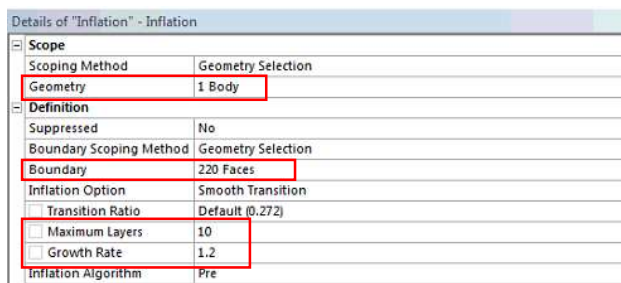 Details of "Inflation" - Inflation
Scope
Scoping Method Geometry Selection
Geometry 1 Body
Definition
Suppressed No
Boundary Scoping Method Geometry Selection
Boundary 220 Faces
Inflation Option Smooth Transition
Transition Ratio Default (0.272)
Maximum Layers 10
Growth Rate 1.2
Inflation Algorithm Pre